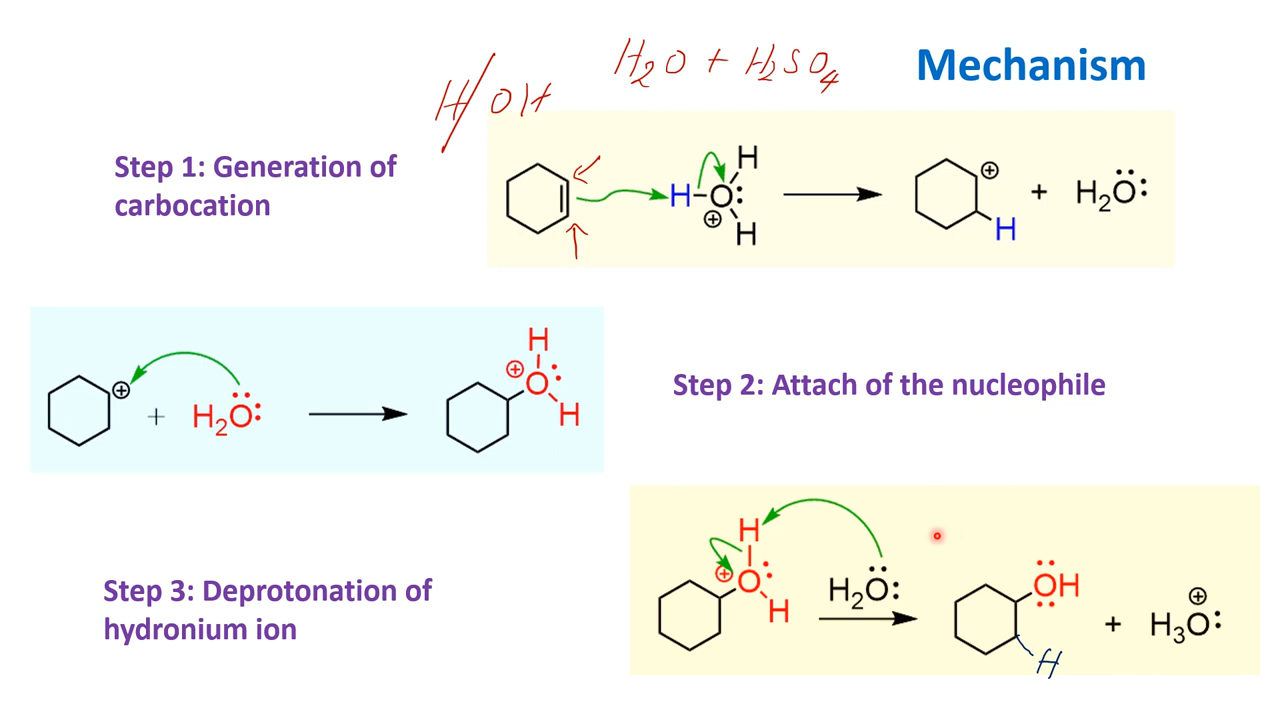 H/OH
H₂O + H₂SO₄
Mechanism
Step 1: Generation of
carbocation
H–O
H
H
⊕
⊕
H
+ H₂O
⊕
+ H₂O
⊕
O
H
H
Step 2: Attach of the nucleophile
Step 3: Deprotonation of
hydronium ion
H
⊕
O
H
H₂O
OH
H
+ H₃O
⊕